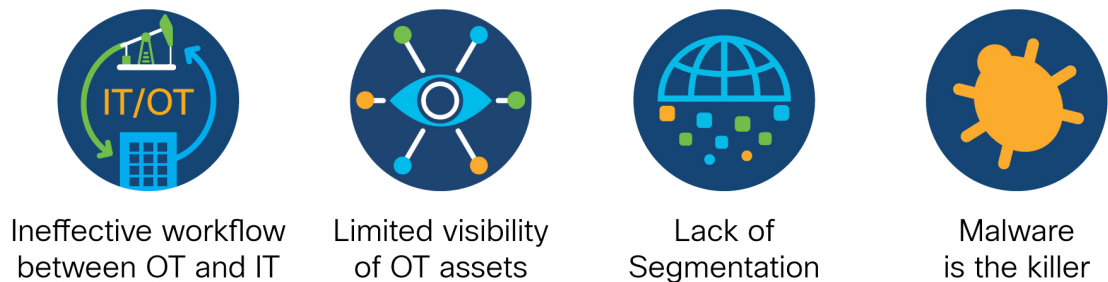 IT/OT
Ineffective workflow
between OT and IT
Limited visibility
of OT assets
Lack of
Segmentation
Malware
is the killer